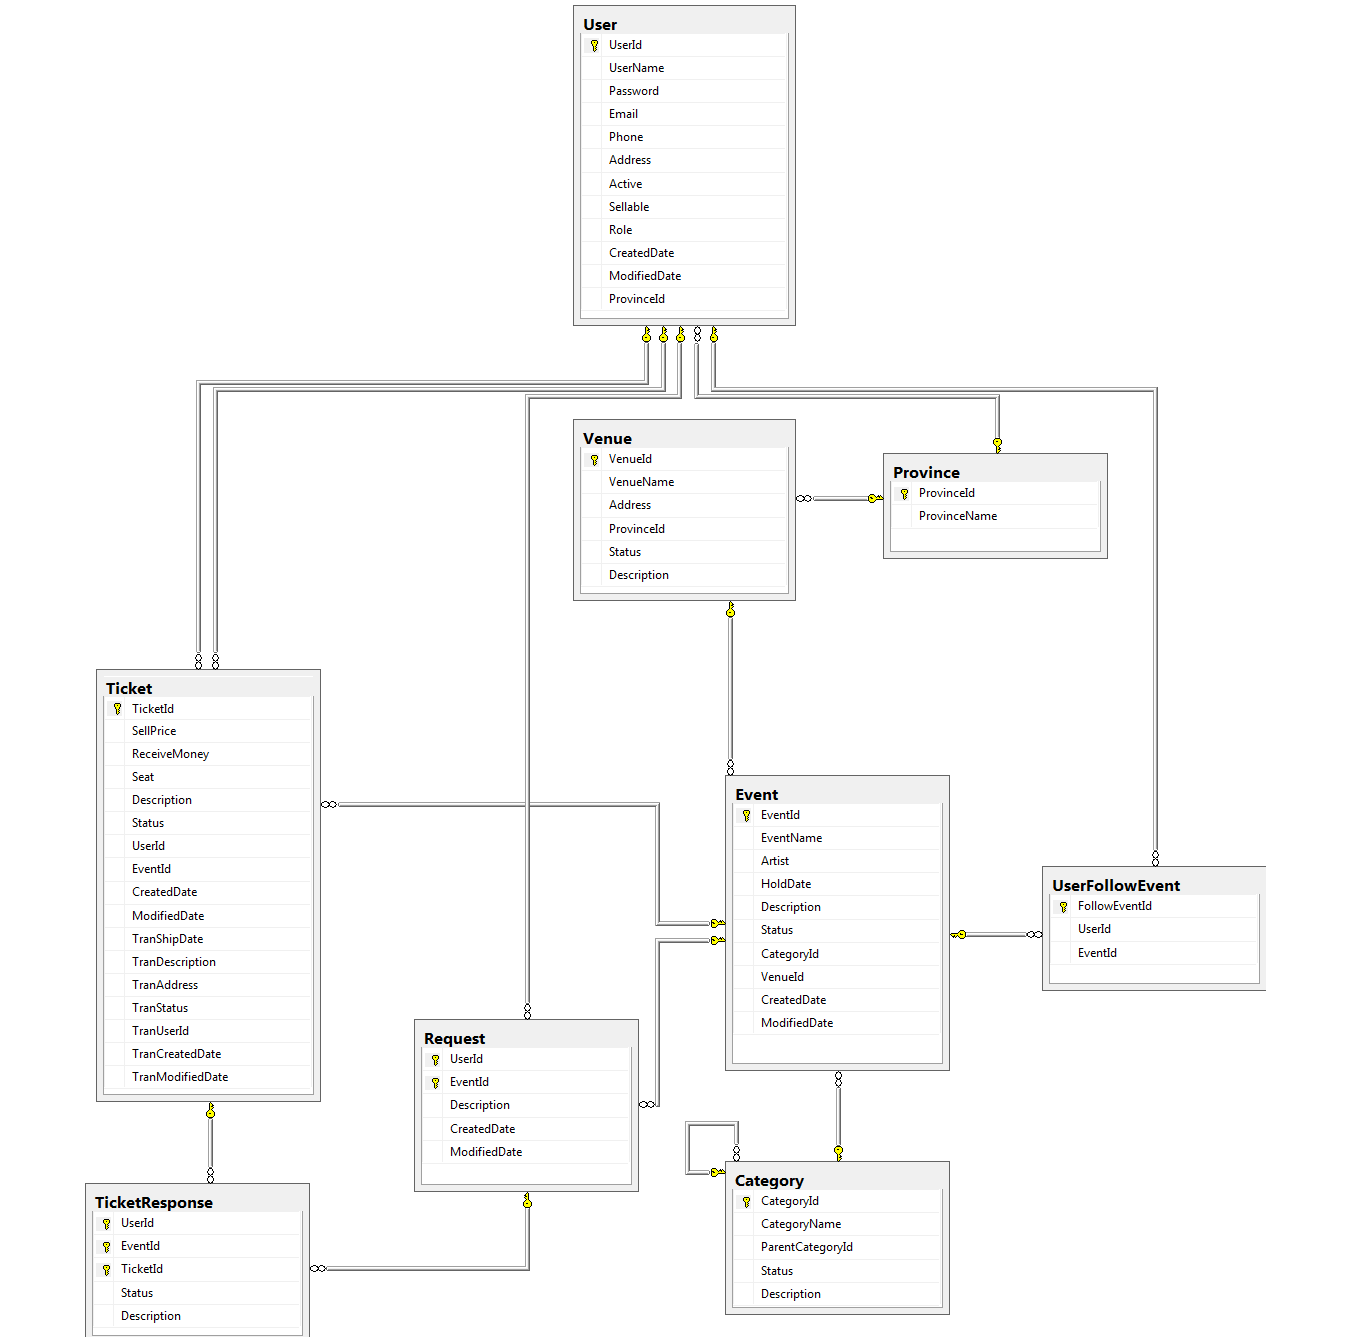 User
UserId
UserName
Password
Email
Phone
Address
Active
Sellable
Role
CreatedDate
ModifiedDate
ProvinceId
Venue
VenueId
VenueName
Address
ProvinceId
Status
Description
Province
ProvinceId
ProvinceName
Ticket
TicketId
SellPrice
ReceiveMoney
Seat
Description
Status
UserId
EventId
CreatedDate
ModifiedDate
TranShipDate
TranDescription
TranAddress
TranStatus
TranUserId
TranCreatedDate
TranModifiedDate
Event
EventId
EventName
Artist
HoldDate
Description
Status
CategoryId
VenueId
CreatedDate
ModifiedDate
UserFollowEvent
FollowEventId
UserId
EventId
Request
UserId
EventId
Description
CreatedDate
ModifiedDate
Category
CategoryId
CategoryName
ParentCategoryId
Status
Description
TicketResponse
UserId
EventId
TicketId
Status
Description